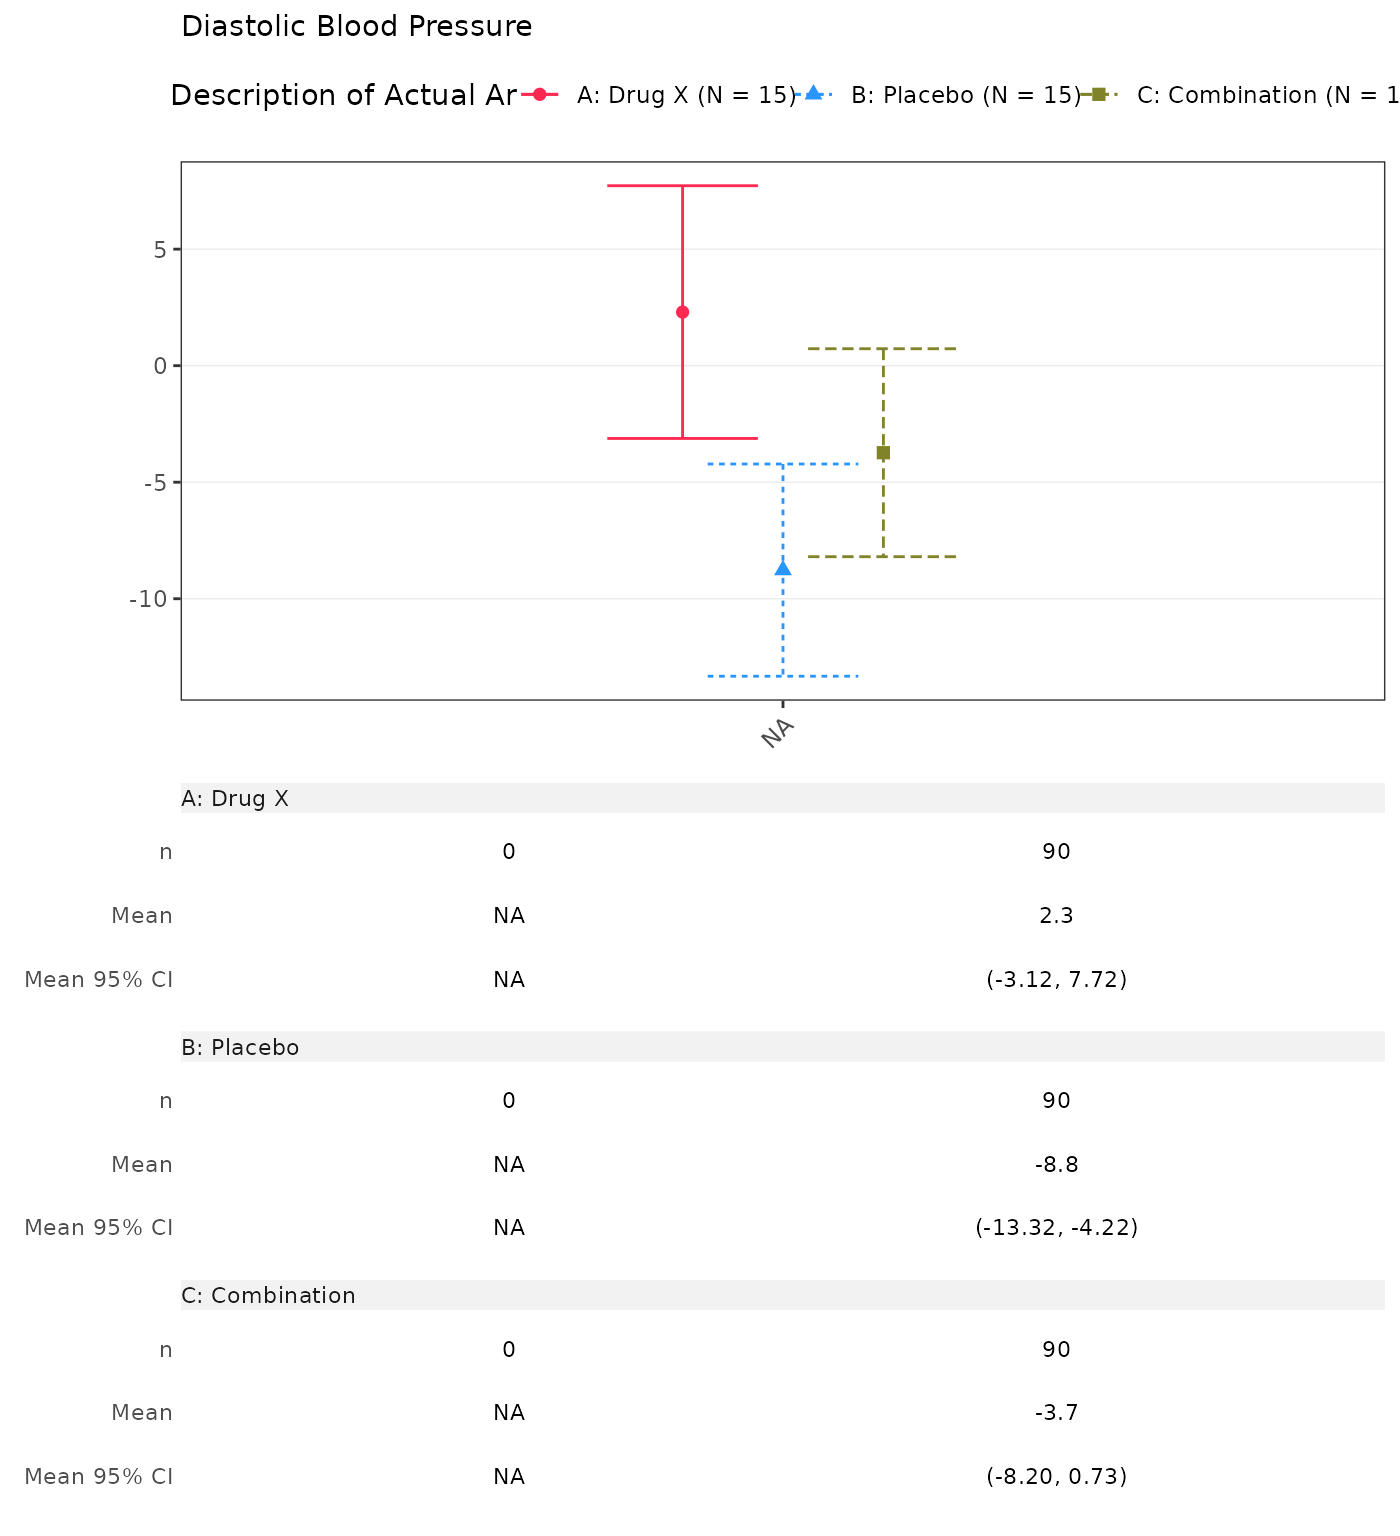 Diastolic Blood Pressure
Description of Actual Ar A: Drug X (N = 15) B: Placebo (N = 15) C: Combination (N = 1
5
0
-5
-10
NA
A: Drug X
n 0 90
Mean NA 2.3
Mean 95% CI NA (-3.12, 7.72)
B: Placebo
n 0 90
Mean NA -8.8
Mean 95% CI NA (-13.32, -4.22)
C: Combination
n 0 90
Mean NA -3.7
Mean 95% CI NA (-8.20, 0.73)